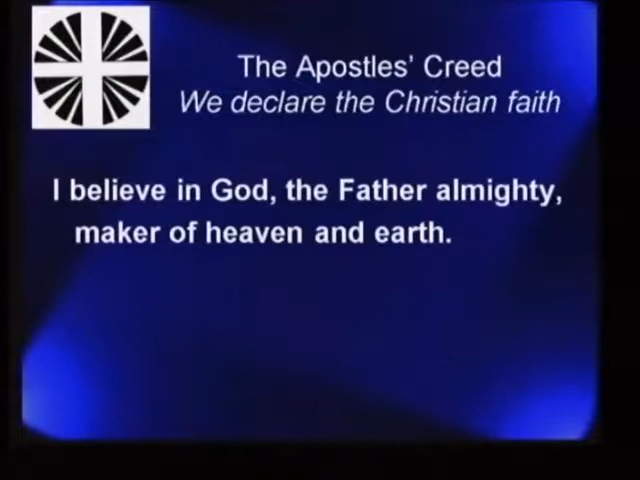 The Apostles' Creed
We declare the Christian faith
I believe in God, the Father almighty,
maker of heaven and earth.